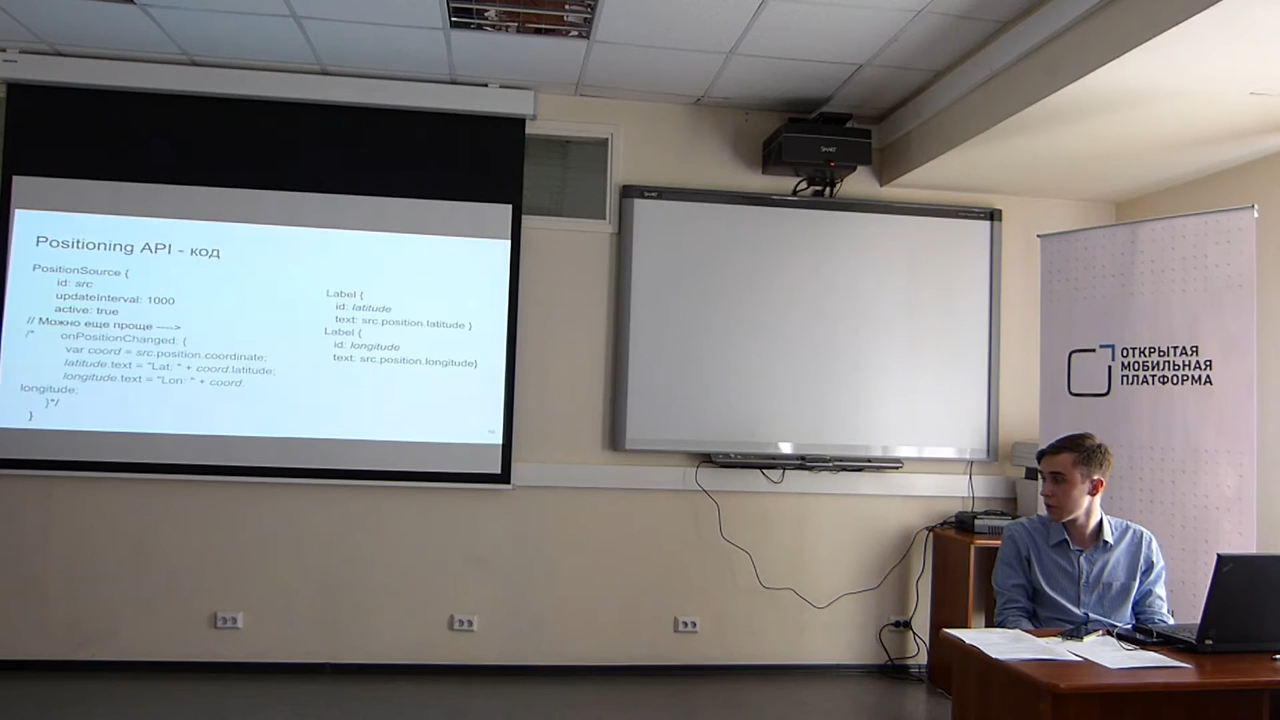 Positioning API - код
PositionSource {
id: src
updateInterval: 1000
active: true
// Можно еще проще ---->
/* onPositionChanged: {
var coord = src.position.coordinate;
latitude.text = "Lat: " + coord.latitude;
longitude.text = "Lon: " + coord.
longitude;
}*/
}
Label {
id: latitude
text: src.position.latitude }
Label {
id: longitude
text: src.position.longitude}
SMART
ОТКРЫТАЯ
МОБИЛЬНАЯ
ПЛАТФОРМА